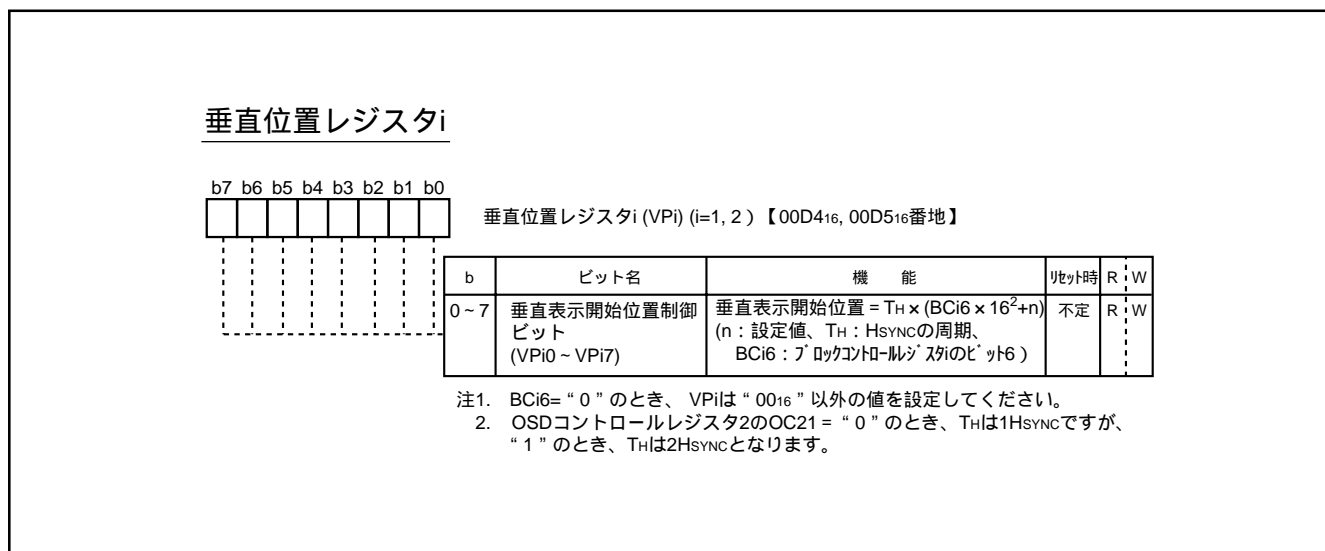 垂直位置レジスタi
b7 b6 b5 b4 b3 b2 b1 b0
垂直位置レジスタi (VPi) (i=1, 2 ) 【00D416, 00D516番地】
b ビット名 機 能 リセット時 R W
0 ~ 7 垂直表示開始位置制御 垂直表示開始位置 = TH × (BCi6 × 16²+n) 不定 R W
ビット (n : 設定値、 TH : HSYNCの周期、
(VPi0 ~ VPi7) BCi6 : ブロックコントロールレジスタiのビット6 )
注1. BCi6= “ 0 ” のとき、 VPiは “ 0016 ” 以外の値を設定してください。
2. OSDコントロールレジスタ2のOC21 = “ 0 ” のとき、THは1HSYNCですが、
“ 1 ” のとき、THは2HSYNCとなります。